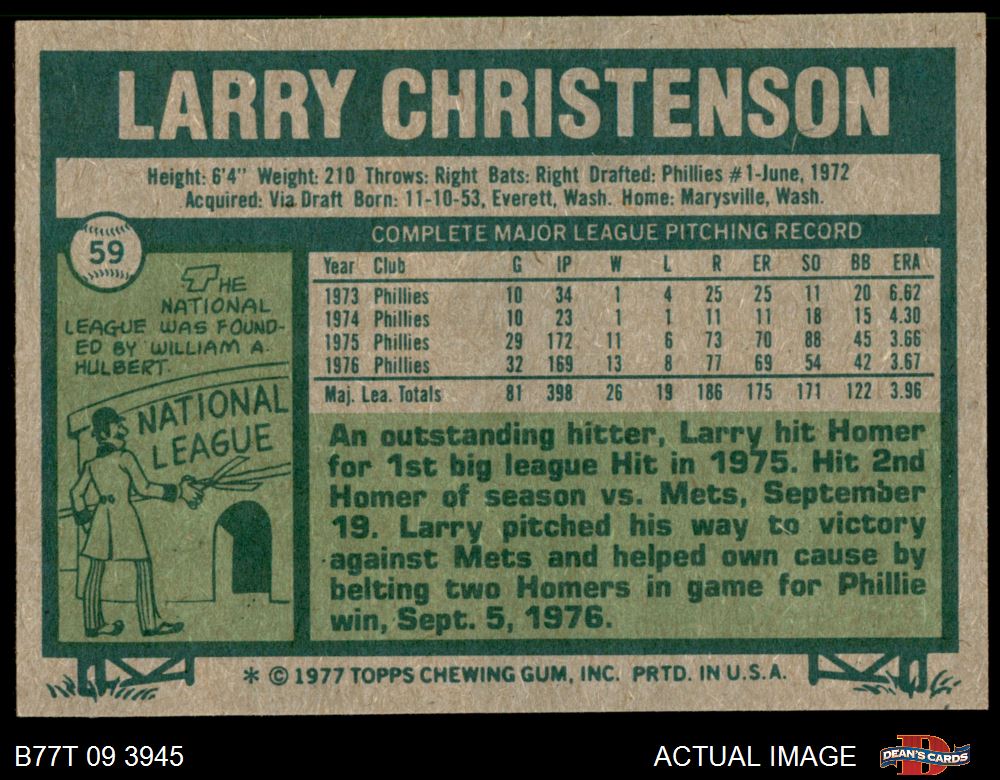 LARRY CHRISTENSON
Height: 6'4" Weight: 210 Throws: Right Bats: Right Drafted: Phillies #1-June, 1972
Acquired: Via Draft Born: 11-10-53, Everett, Wash. Home: Marysville, Wash.
59
THE
NATIONAL
LEAGUE WAS FOUND-
ED BY WILLIAM A.
HULBERT.
NATIONAL
LEAGUE
COMPLETE MAJOR LEAGUE PITCHING RECORD
Year Club G IP W L R ER SO BB ERA
1973 Phillies 10 34 1 4 25 25 11 20 6.62
1974 Phillies 10 23 1 1 11 11 18 15 4.30
1975 Phillies 29 172 11 6 73 70 88 45 3.66
1976 Phillies 32 169 13 8 77 69 54 42 3.67
Maj. Lea. Totals 81 398 26 19 186 175 171 122 3.96
An outstanding hitter, Larry hit Homer
for 1st big league Hit in 1975. Hit 2nd
Homer of season vs. Mets, September
19. Larry pitched his way to victory
against Mets and helped own cause by
belting two Homers in game for Phillie
win, Sept. 5, 1976.
* © 1977 TOPPS CHEWING GUM, INC. PRTD. IN U.S.A.
B77T 09 3945
ACTUAL IMAGE
D
DEAN'S CARDS